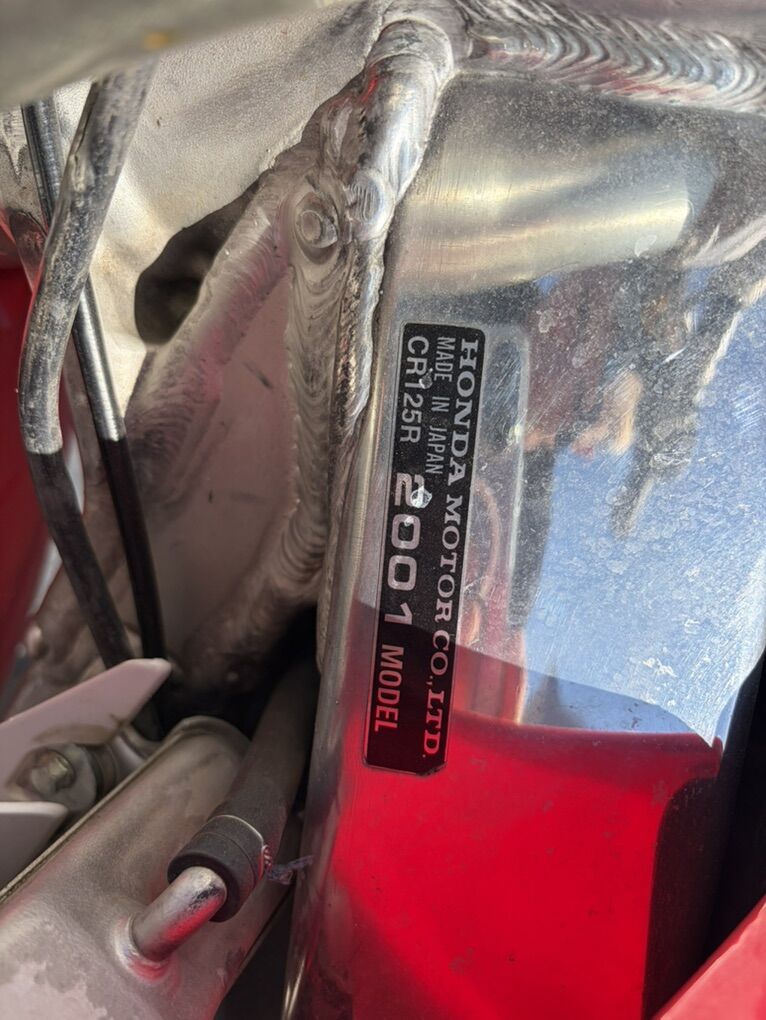 HONDA MOTOR CO., LTD.
MADE IN JAPAN
CR125R 2001 MODEL